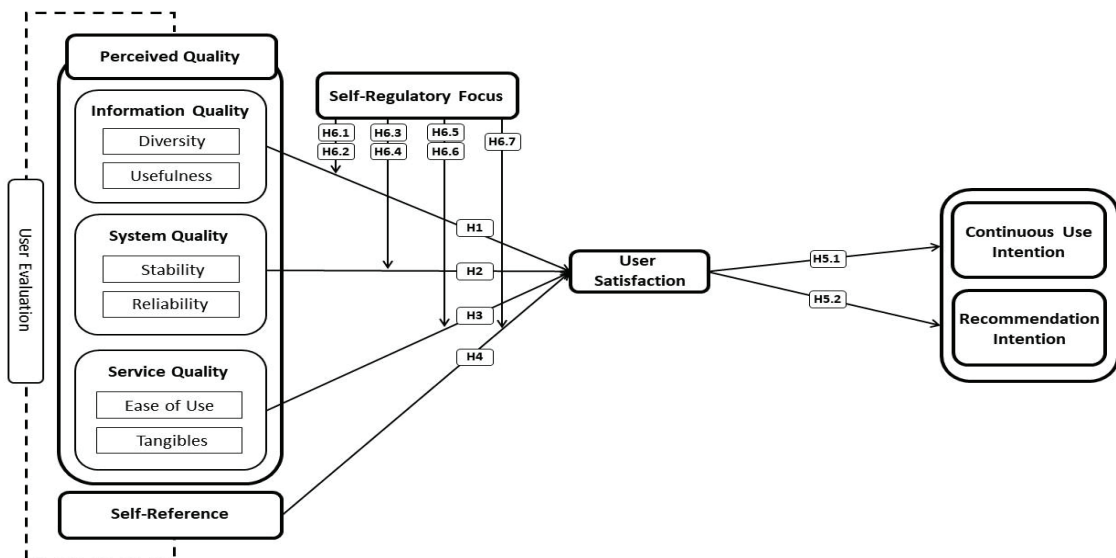 User Evaluation
Perceived Quality
Information Quality
Diversity
Usefulness
System Quality
Stability
Reliability
Service Quality
Ease of Use
Tangibles
Self-Reference
Self-Regulatory Focus
H6.1
H6.2
H6.3
H6.4
H6.5
H6.6
H6.7
H1
H2
H3
H4
User
Satisfaction
H5.1
H5.2
Continuous Use
Intention
Recommendation
Intention